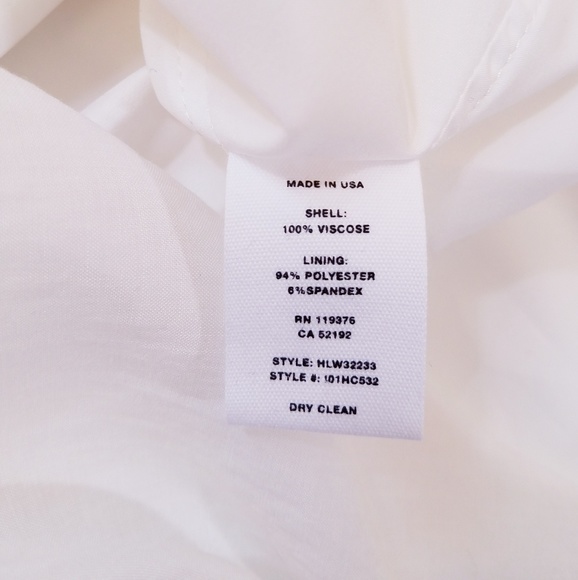 MADE IN USA
SHELL:
100% VISCOSE
LINING:
94% POLYESTER
6%SPANDEX
RN 119376
CA 52192
STYLE: HLW32233
STYLE #: 101HC532
DRY CLEAN